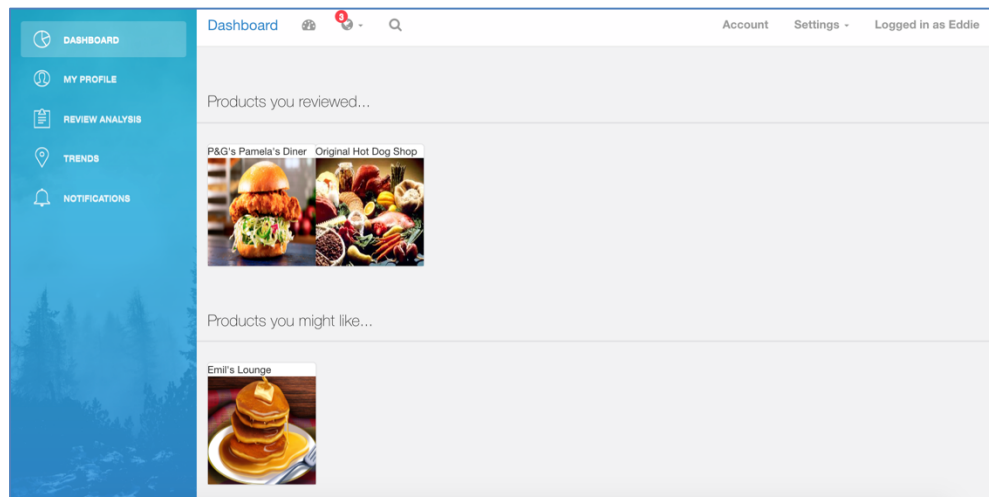 DASHBOARD
MY PROFILE
REVIEW ANALYSIS
TRENDS
NOTIFICATIONS
Dashboard 3 Account Settings Logged in as Eddie
Products you reviewed...
P&G's Pamela's Diner Original Hot Dog Shop
Products you might like...
Emil's Lounge